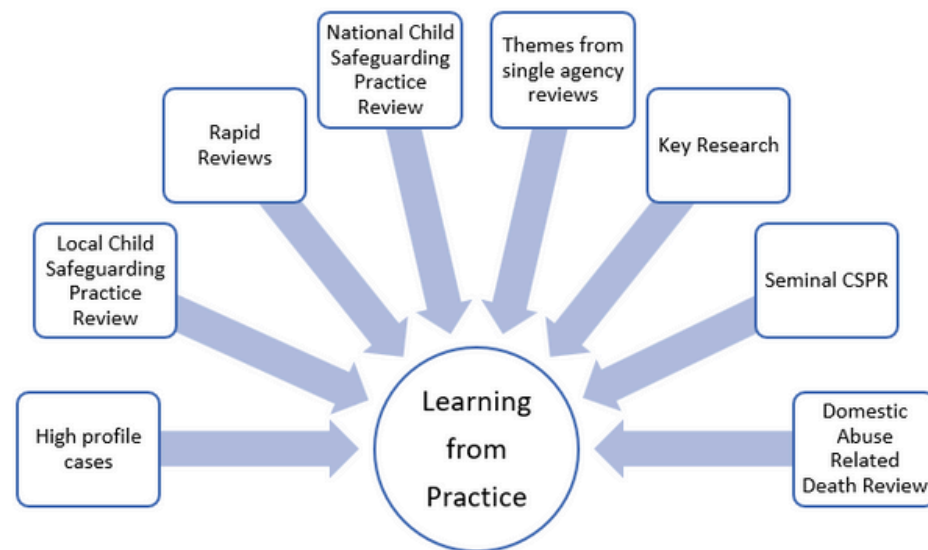 National Child
Safeguarding
Practice
Review
Themes from
single agency
reviews
Rapid
Reviews
Key Research
Local Child
Safeguarding
Practice
Review
Seminal CSPR
High profile
cases
Learning
from
Practice
Domestic
Abuse
Related
Death Review